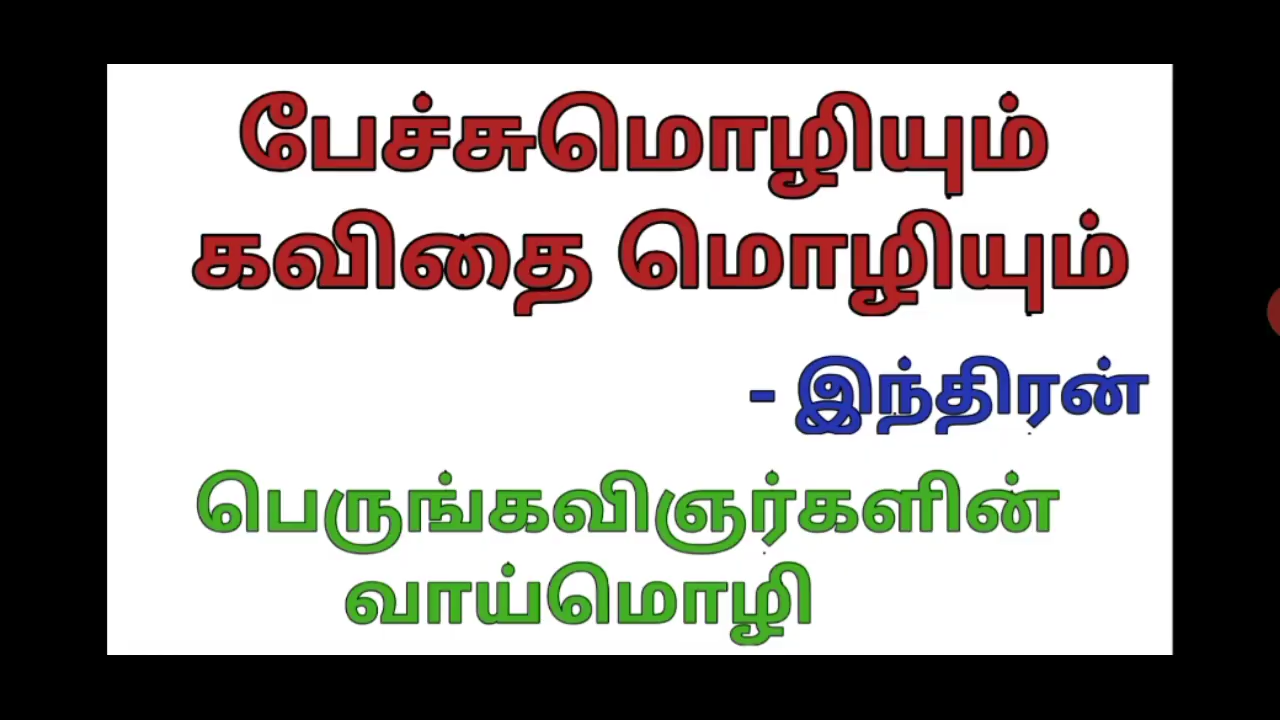 பேச்சுமொழியும்
கவிதை மொழியும்
- இந்திரன்
பெருங்கவிஞர்களின்
வாய்மொழி